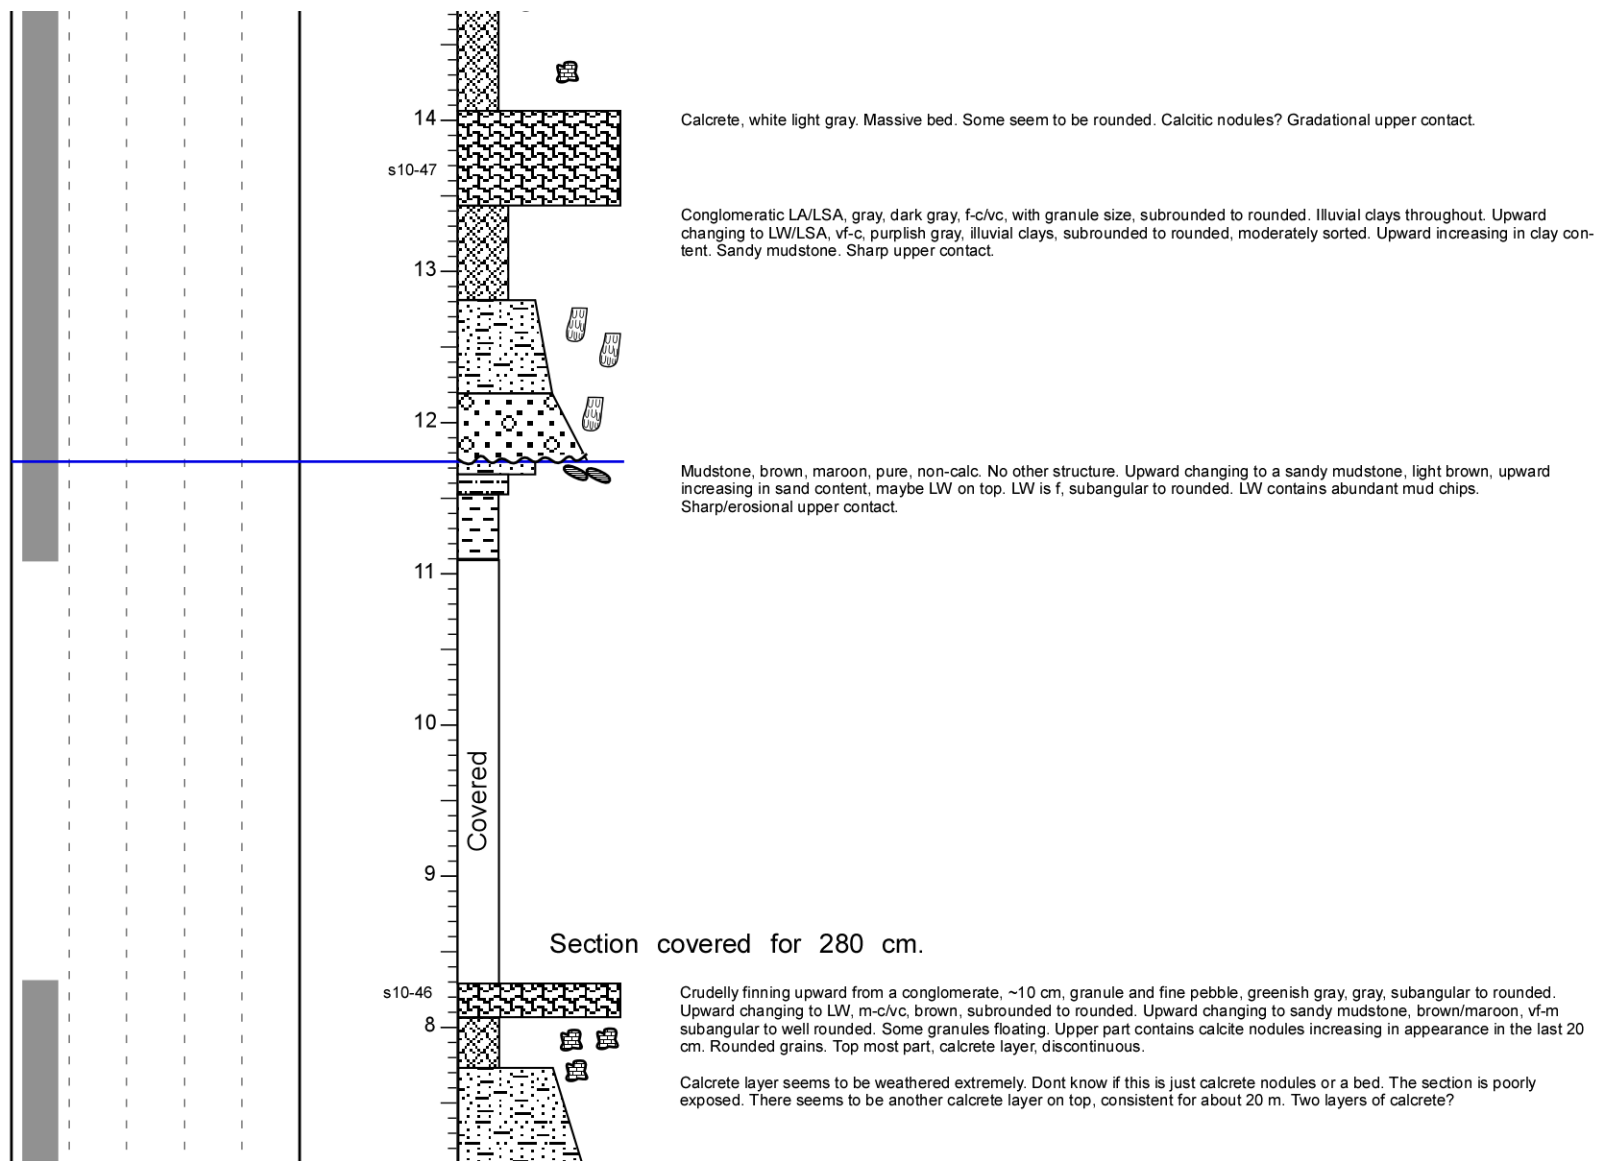 14
Calcrete, white light gray. Massive bed. Some seem to be rounded. Calcitic nodules? Gradational upper contact.
s10-47
Conglomeratic LA/LSA, gray, dark gray, f-c/vc, with granule size, subrounded to rounded. Illuvial clays throughout. Upward
changing to LW/LSA, vf-c, purplish gray, illuvial clays, subrounded to rounded, moderately sorted. Upward increasing in clay con-
tent. Sandy mudstone. Sharp upper contact.
13
12
Mudstone, brown, maroon, pure, non-calc. No other structure. Upward changing to a sandy mudstone, light brown, upward
increasing in sand content, maybe LW on top. LW is f, subangular to rounded. LW contains abundant mud chips.
Sharp/erosional upper contact.
11
10
Covered
9
Section covered for 280 cm.
s10-46
Crudelly finning upward from a conglomerate, ~10 cm, granule and fine pebble, greenish gray, gray, subangular to rounded.
Upward changing to LW, m-c/vc, brown, subrounded to rounded. Upward changing to sandy mudstone, brown/maroon, vf-m
8
subangular to well rounded. Some granules floating. Upper part contains calcite nodules increasing in appearance in the last 20
cm. Rounded grains. Top most part, calcrete layer, discontinuous.
Calcrete layer seems to be weathered extremely. Dont know if this is just calcrete nodules or a bed. The section is poorly
exposed. There seems to be another calcrete layer on top, consistent for about 20 m. Two layers of calcrete?